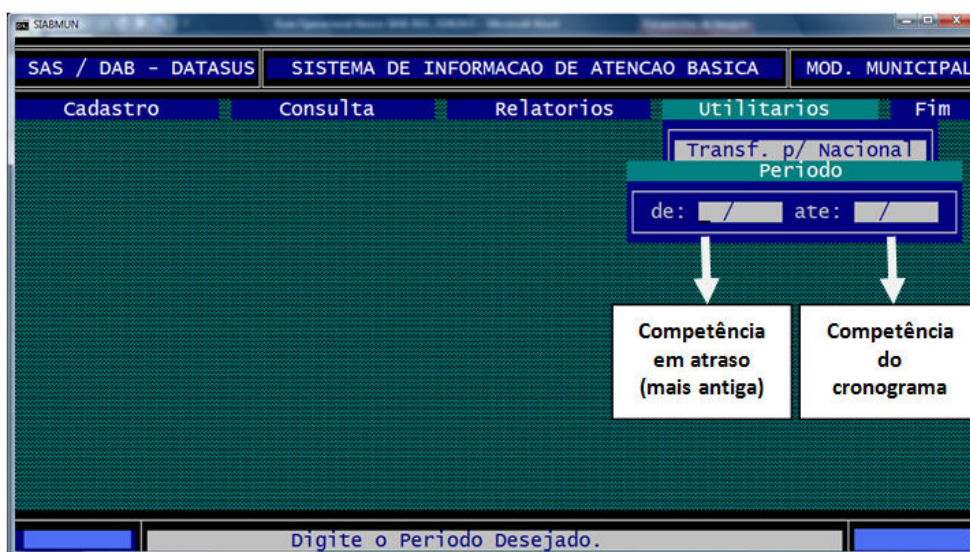 SIABMUN
SAS / DAB - DATASUS SISTEMA DE INFORMACAO DE ATENCAO BASICA MOD. MUNICIPAL
Cadastro Consulta Relatorios Utilitarios Fim
Transf. p/ Nacional
Periodo
de: / ate: /
Competência
em atraso
(mais antiga)
Competência
do
cronograma
Digite o Periodo Desejado.